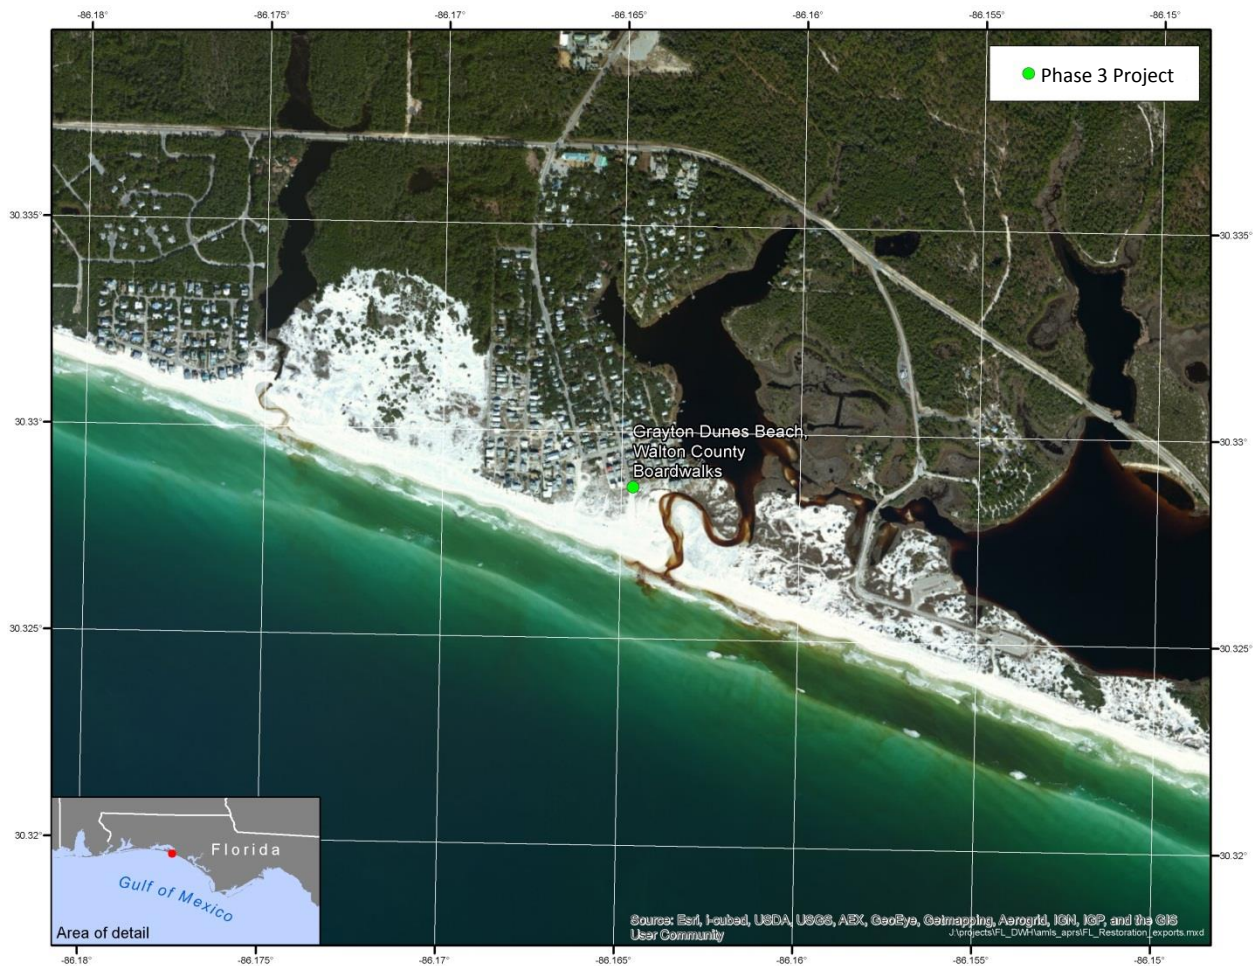 -86.18° -86.175° -86.17° -86.165° -86.16° -86.155° -86.15°
Phase 3 Project
30.335°
30.335°
30.33°
30.33°
Grayton Dunes Beach,
Walton County
Boardwalks
30.325°
30.325°
30.32°
30.32°
Florida
Gulf of Mexico
Area of detail
Source: Esri, i-cubed, USDA, USGS, AEX, GeoEye, Getmapping, Aerogrid, IGN, IGP, and the GIS
User Community
J:\projects\FL_DWH\amls_aprs\FL_Restoration_exports.mxd
-86.18° -86.175° -86.17° -86.165° -86.16° -86.155° -86.15°